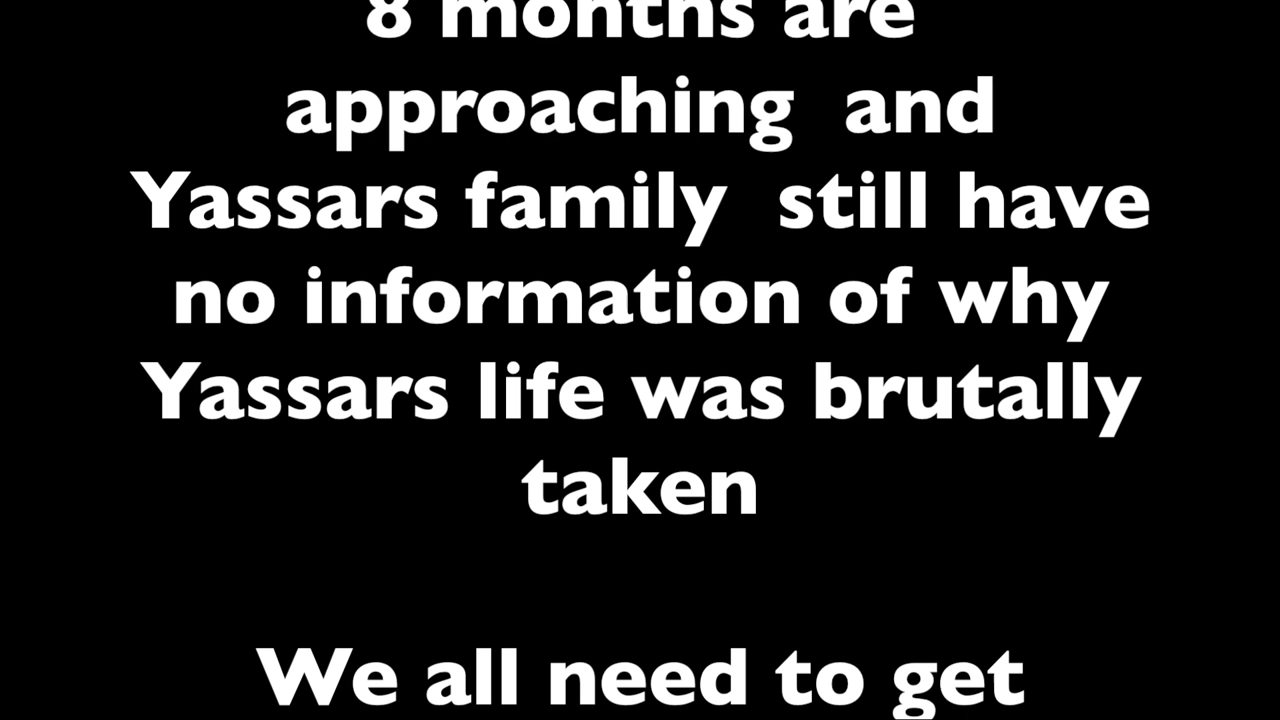 8 months are
approaching  and
Yassars family  still have
no information of why
Yassars life was brutally
taken
We all need to get